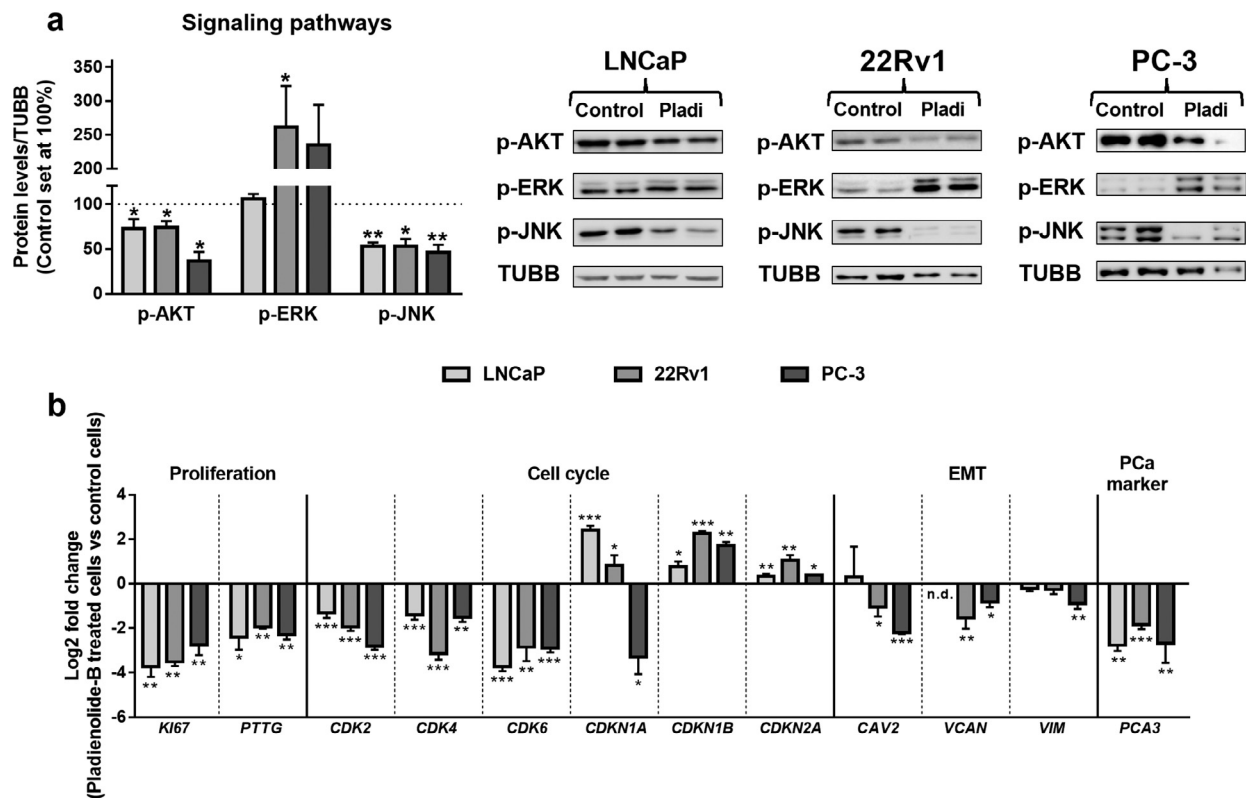 a
Signaling pathways
Protein levels/TUBB
(Control set at 100%)
350
300
250
200
150
100
50
0
*
*
*
*
**
*
**
p-AKT
p-ERK
p-JNK
LNCaP
Control Pladi
p-AKT
p-ERK
p-JNK
TUBB
22Rv1
Control Pladi
p-AKT
p-ERK
p-JNK
TUBB
PC-3
Control Pladi
p-AKT
p-ERK
p-JNK
TUBB
LNCaP
22Rv1
PC-3
b
Log2 fold change
(Pladienolide-B treated cells vs control cells)
Proliferation
Cell cycle
EMT
PCa
marker
4
2
0
-2
-4
-6
**
**
**
*
**
**
***
***
***
***
***
**
***
**
***
***
*
*
*
***
**
**
**
*
*
***
n.d.
**
*
**
**
***
**
KI67
PTTG
CDK2
CDK4
CDK6
CDKN1A
CDKN1B
CDKN2A
CAV2
VCAN
VIM
PCA3